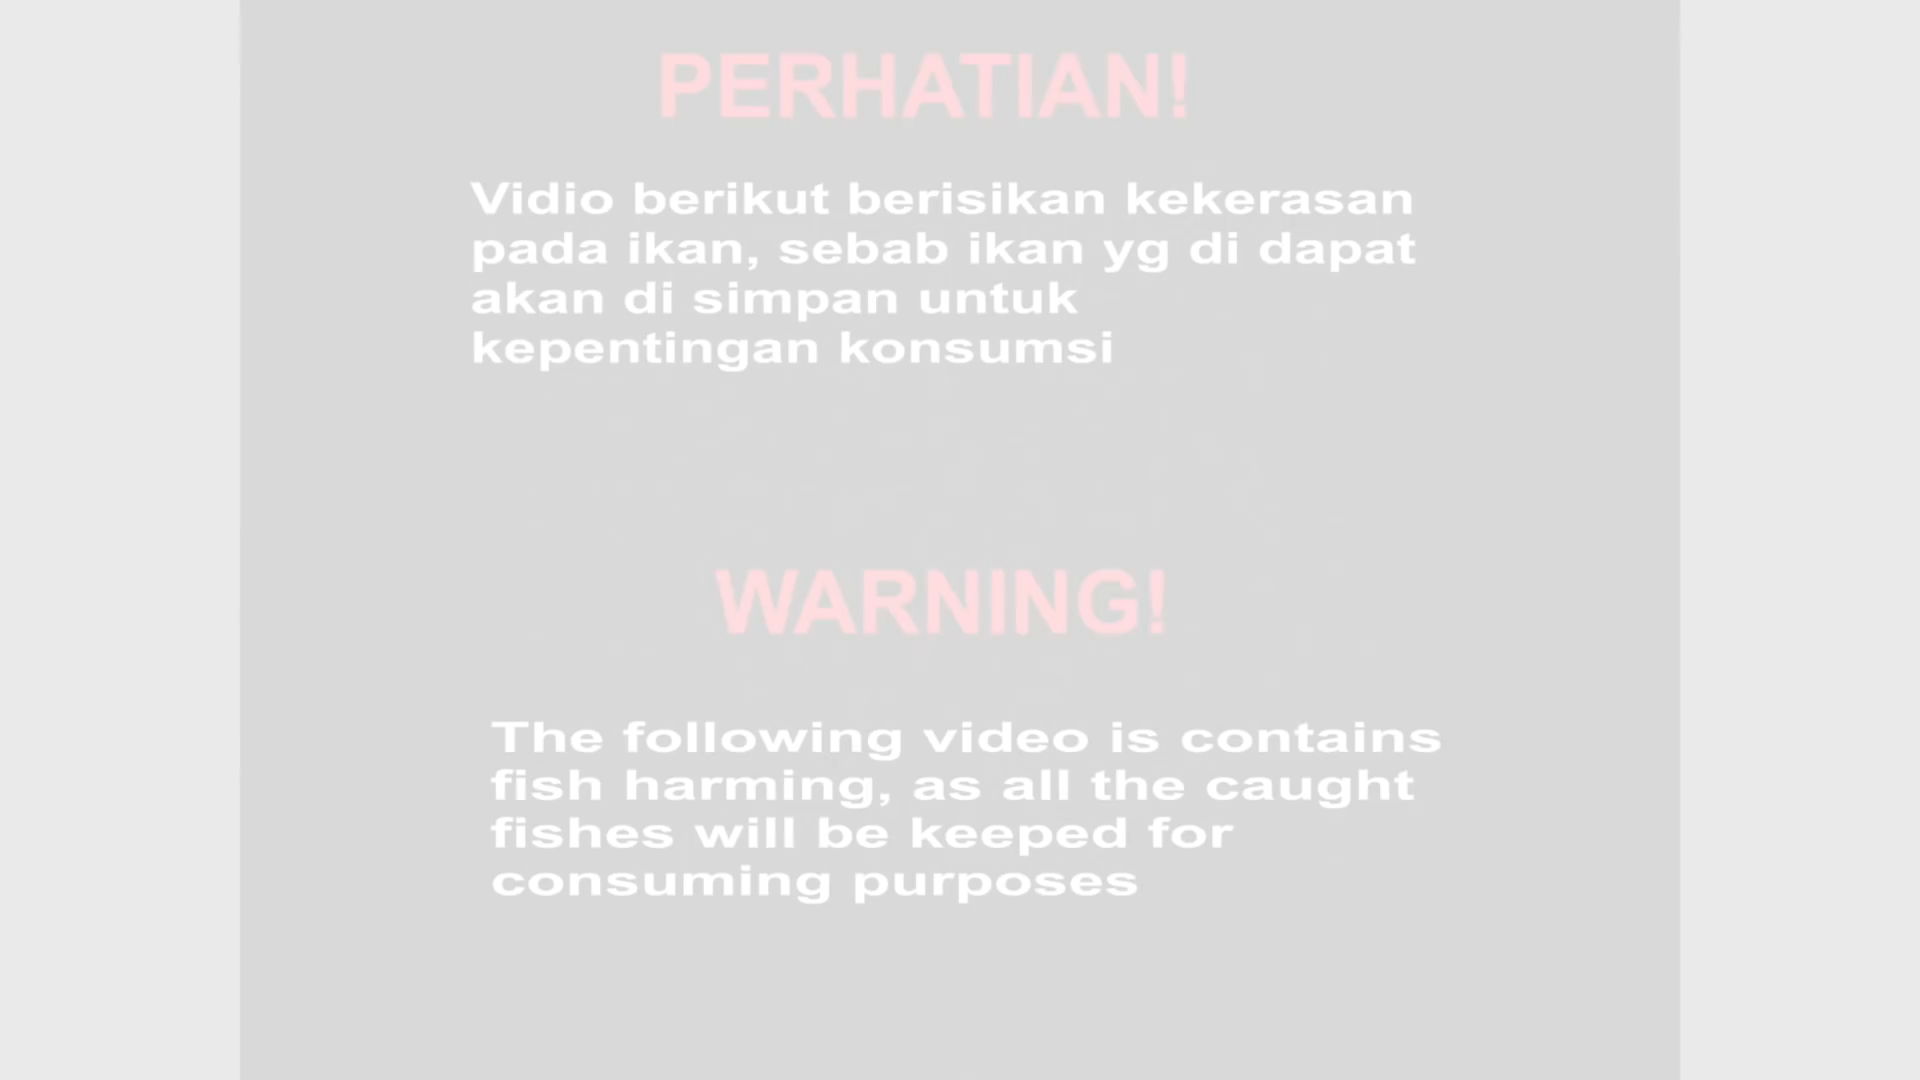 PERHATIAN!
Vidio berikut berisikan kekerasan
pada ikan, sebab ikan yg di dapat
akan di simpan untuk
kepentingan konsumsi
WARNING!
The following video is contains
fish harming, as all the caught
fishes will be keeped for
consuming purposes